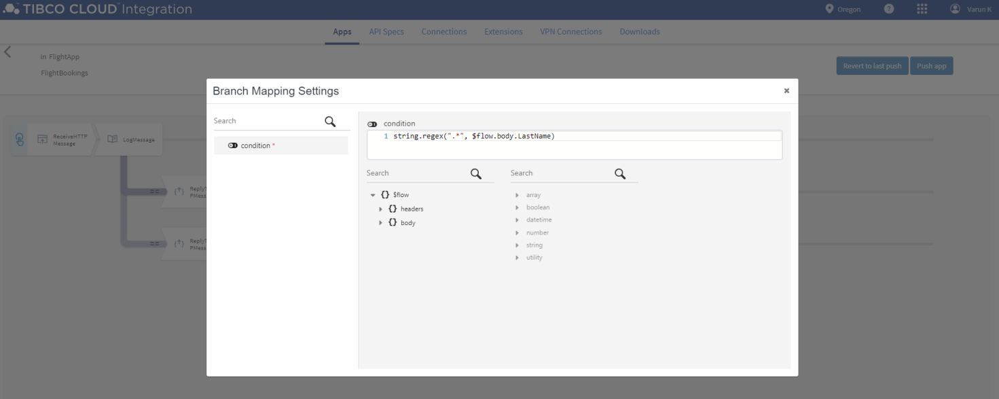 TIBCO CLOUD™ Integration
Oregon
?
Varun K
Apps
API Specs
Connections
Extensions
VPN Connections
Downloads
in FlightApp
FlightBookings
Revert to last push
Push app
Branch Mapping Settings
Search
condition *
condition
1 string.regex(".*", $flow.body.LastName)
Search
{} $flow
{} headers
{} body
Search
array
boolean
datetime
number
string
utility
ReceiveHTTP
Message
LogMessage
==
ReplyT
PMess
==
ReplyT
PMess